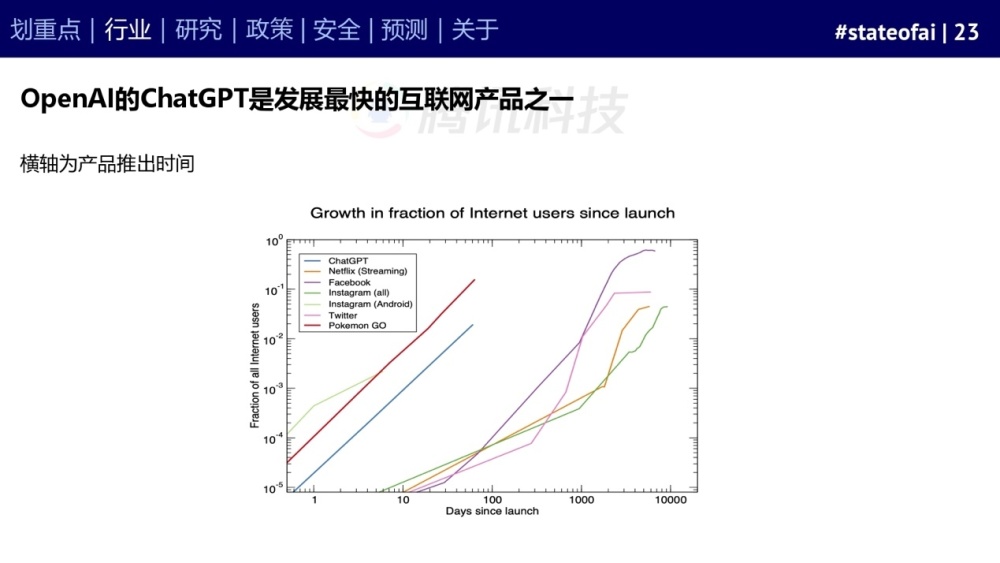 划重点 | 行业 | 研究 | 政策 | 安全 | 预测 | 关于
#stateofai | 23
OpenAI的ChatGPT是发展最快的互联网产品之一
腾讯科技
横轴为产品推出时间
Growth in fraction of Internet users since launch
Fraction of all Internet users
10^0
10^-1
10^-2
10^-3
10^-4
10^-5
ChatGPT
Netflix (Streaming)
Facebook
Instagram (all)
Instagram (Android)
Twitter
Pokemon GO
1 10 100 1000 10000
Days since launch